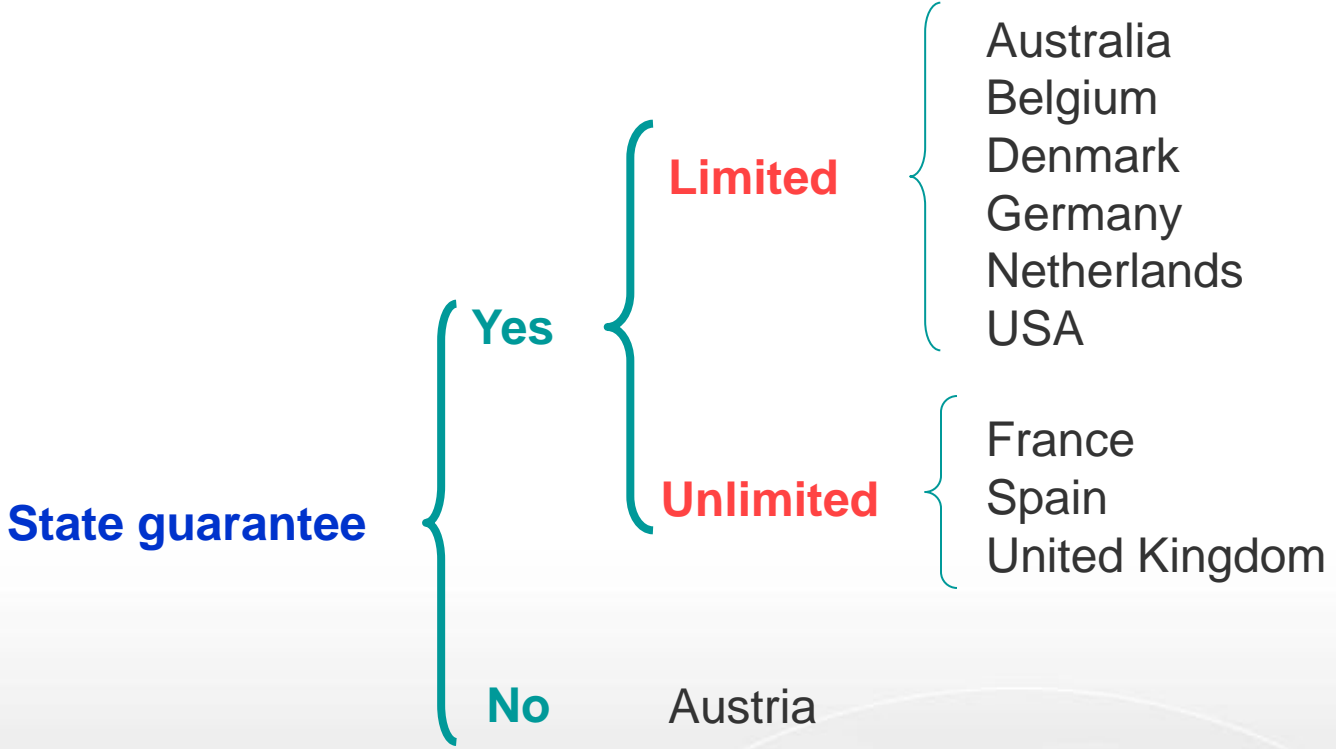 State guarantee
Yes
Limited
Australia
Belgium
Denmark
Germany
Netherlands
USA
Unlimited
France
Spain
United Kingdom
No
Austria